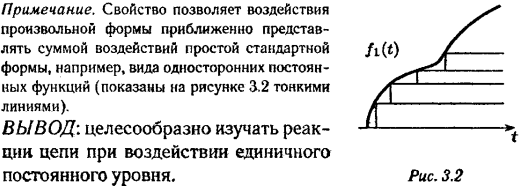 Примечание. Свойство позволяет воздействия
произвольной формы приближенно представ-
лять суммой воздействий простой стандартной
формы, например, вида односторонних постоян-
ных функций (показаны на рисунке 3.2 тонкими
линиями).
ВЫВОД: целесообразно изучать реак-
ции цепи при воздействии единичного
постоянного уровня.
f₁(t)
t
Рис. 3.2